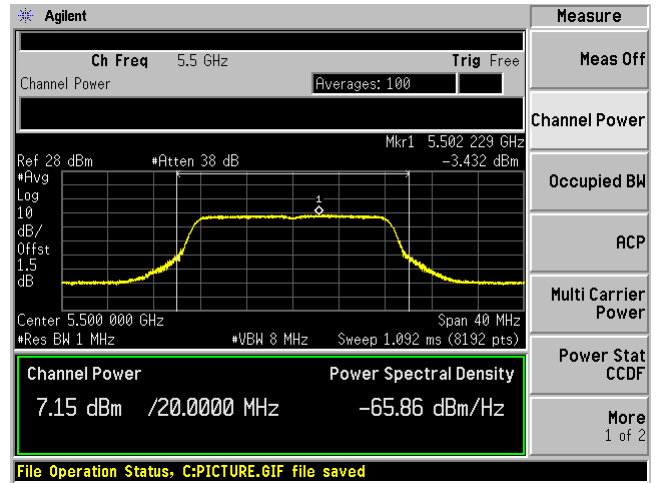 Agilent
Measure
Ch Freq 5.5 GHz Trig Free
Channel Power Averages: 100
Mkr1 5.502 229 GHz
Ref 28 dBm #Atten 38 dB -3.432 dBm
#Avg
Log
10
dB/
Offst
1.5
dB
1
Center 5.500 000 GHz Span 40 MHz
#Res BW 1 MHz #VBW 8 MHz Sweep 1.092 ms (8192 pts)
Channel Power Power Spectral Density
7.15 dBm /20.0000 MHz -65.86 dBm/Hz
File Operation Status, C:PICTURE.GIF file saved
Meas Off
Channel Power
Occupied BW
ACP
Multi Carrier
Power
Power Stat
CCDF
More
1 of 2